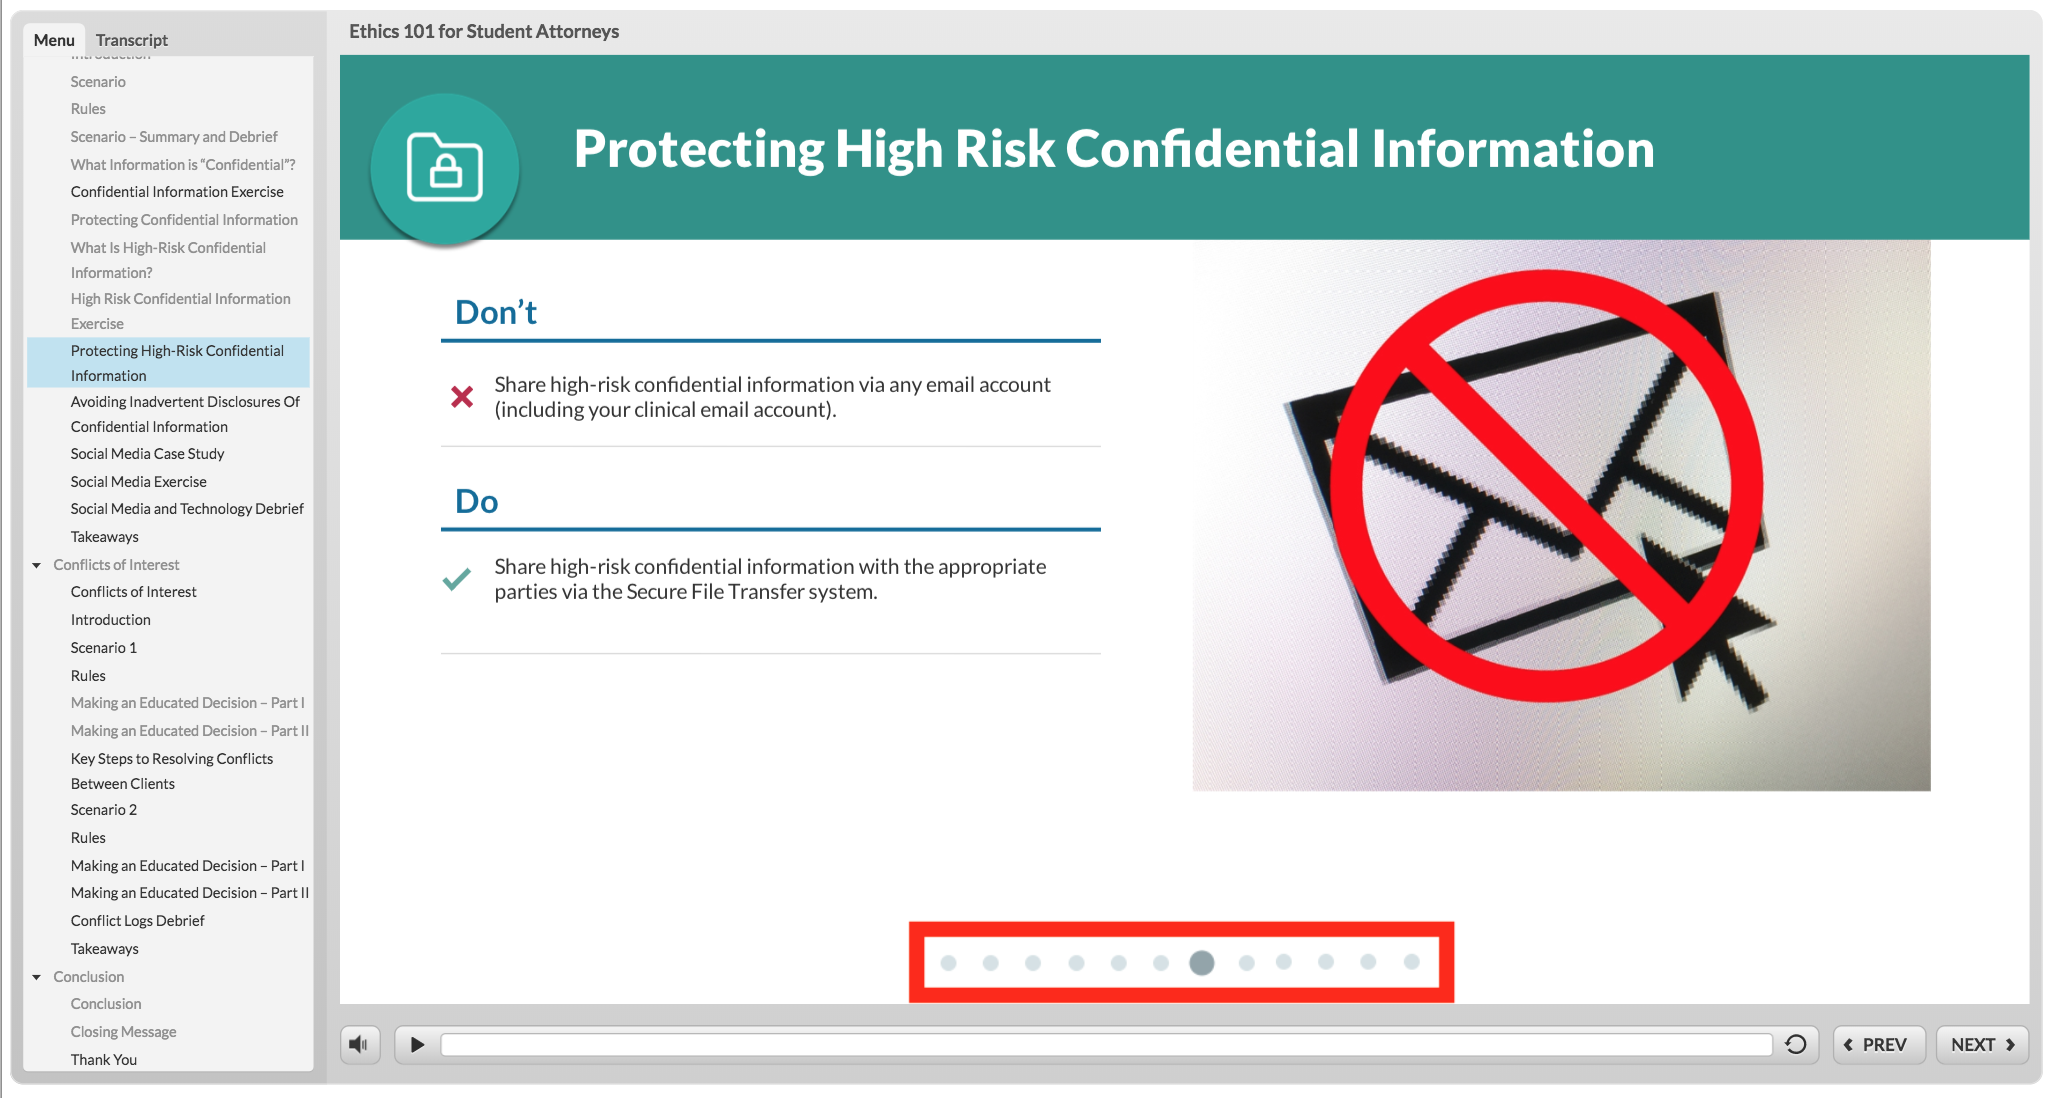 Menu
Transcript
Ethics 101 for Student Attorneys
Introduction
Scenario
Rules
Scenario – Summary and Debrief
What Information is “Confidential”?
Confidential Information Exercise
Protecting Confidential Information
What Is High-Risk Confidential
Information?
High Risk Confidential Information
Exercise
Protecting High-Risk Confidential
Information
Avoiding Inadvertent Disclosures Of
Confidential Information
Social Media Case Study
Social Media Exercise
Social Media and Technology Debrief
Takeaways
Conflicts of Interest
Conflicts of Interest
Introduction
Scenario 1
Rules
Making an Educated Decision – Part I
Making an Educated Decision – Part II
Key Steps to Resolving Conflicts
Between Clients
Scenario 2
Rules
Making an Educated Decision – Part I
Making an Educated Decision – Part II
Conflict Logs Debrief
Takeaways
Conclusion
Conclusion
Closing Message
Thank You
Protecting High Risk Confidential Information
Don’t
Share high-risk confidential information via any email account
(including your clinical email account).
Do
Share high-risk confidential information with the appropriate
parties via the Secure File Transfer system.
PREV
NEXT